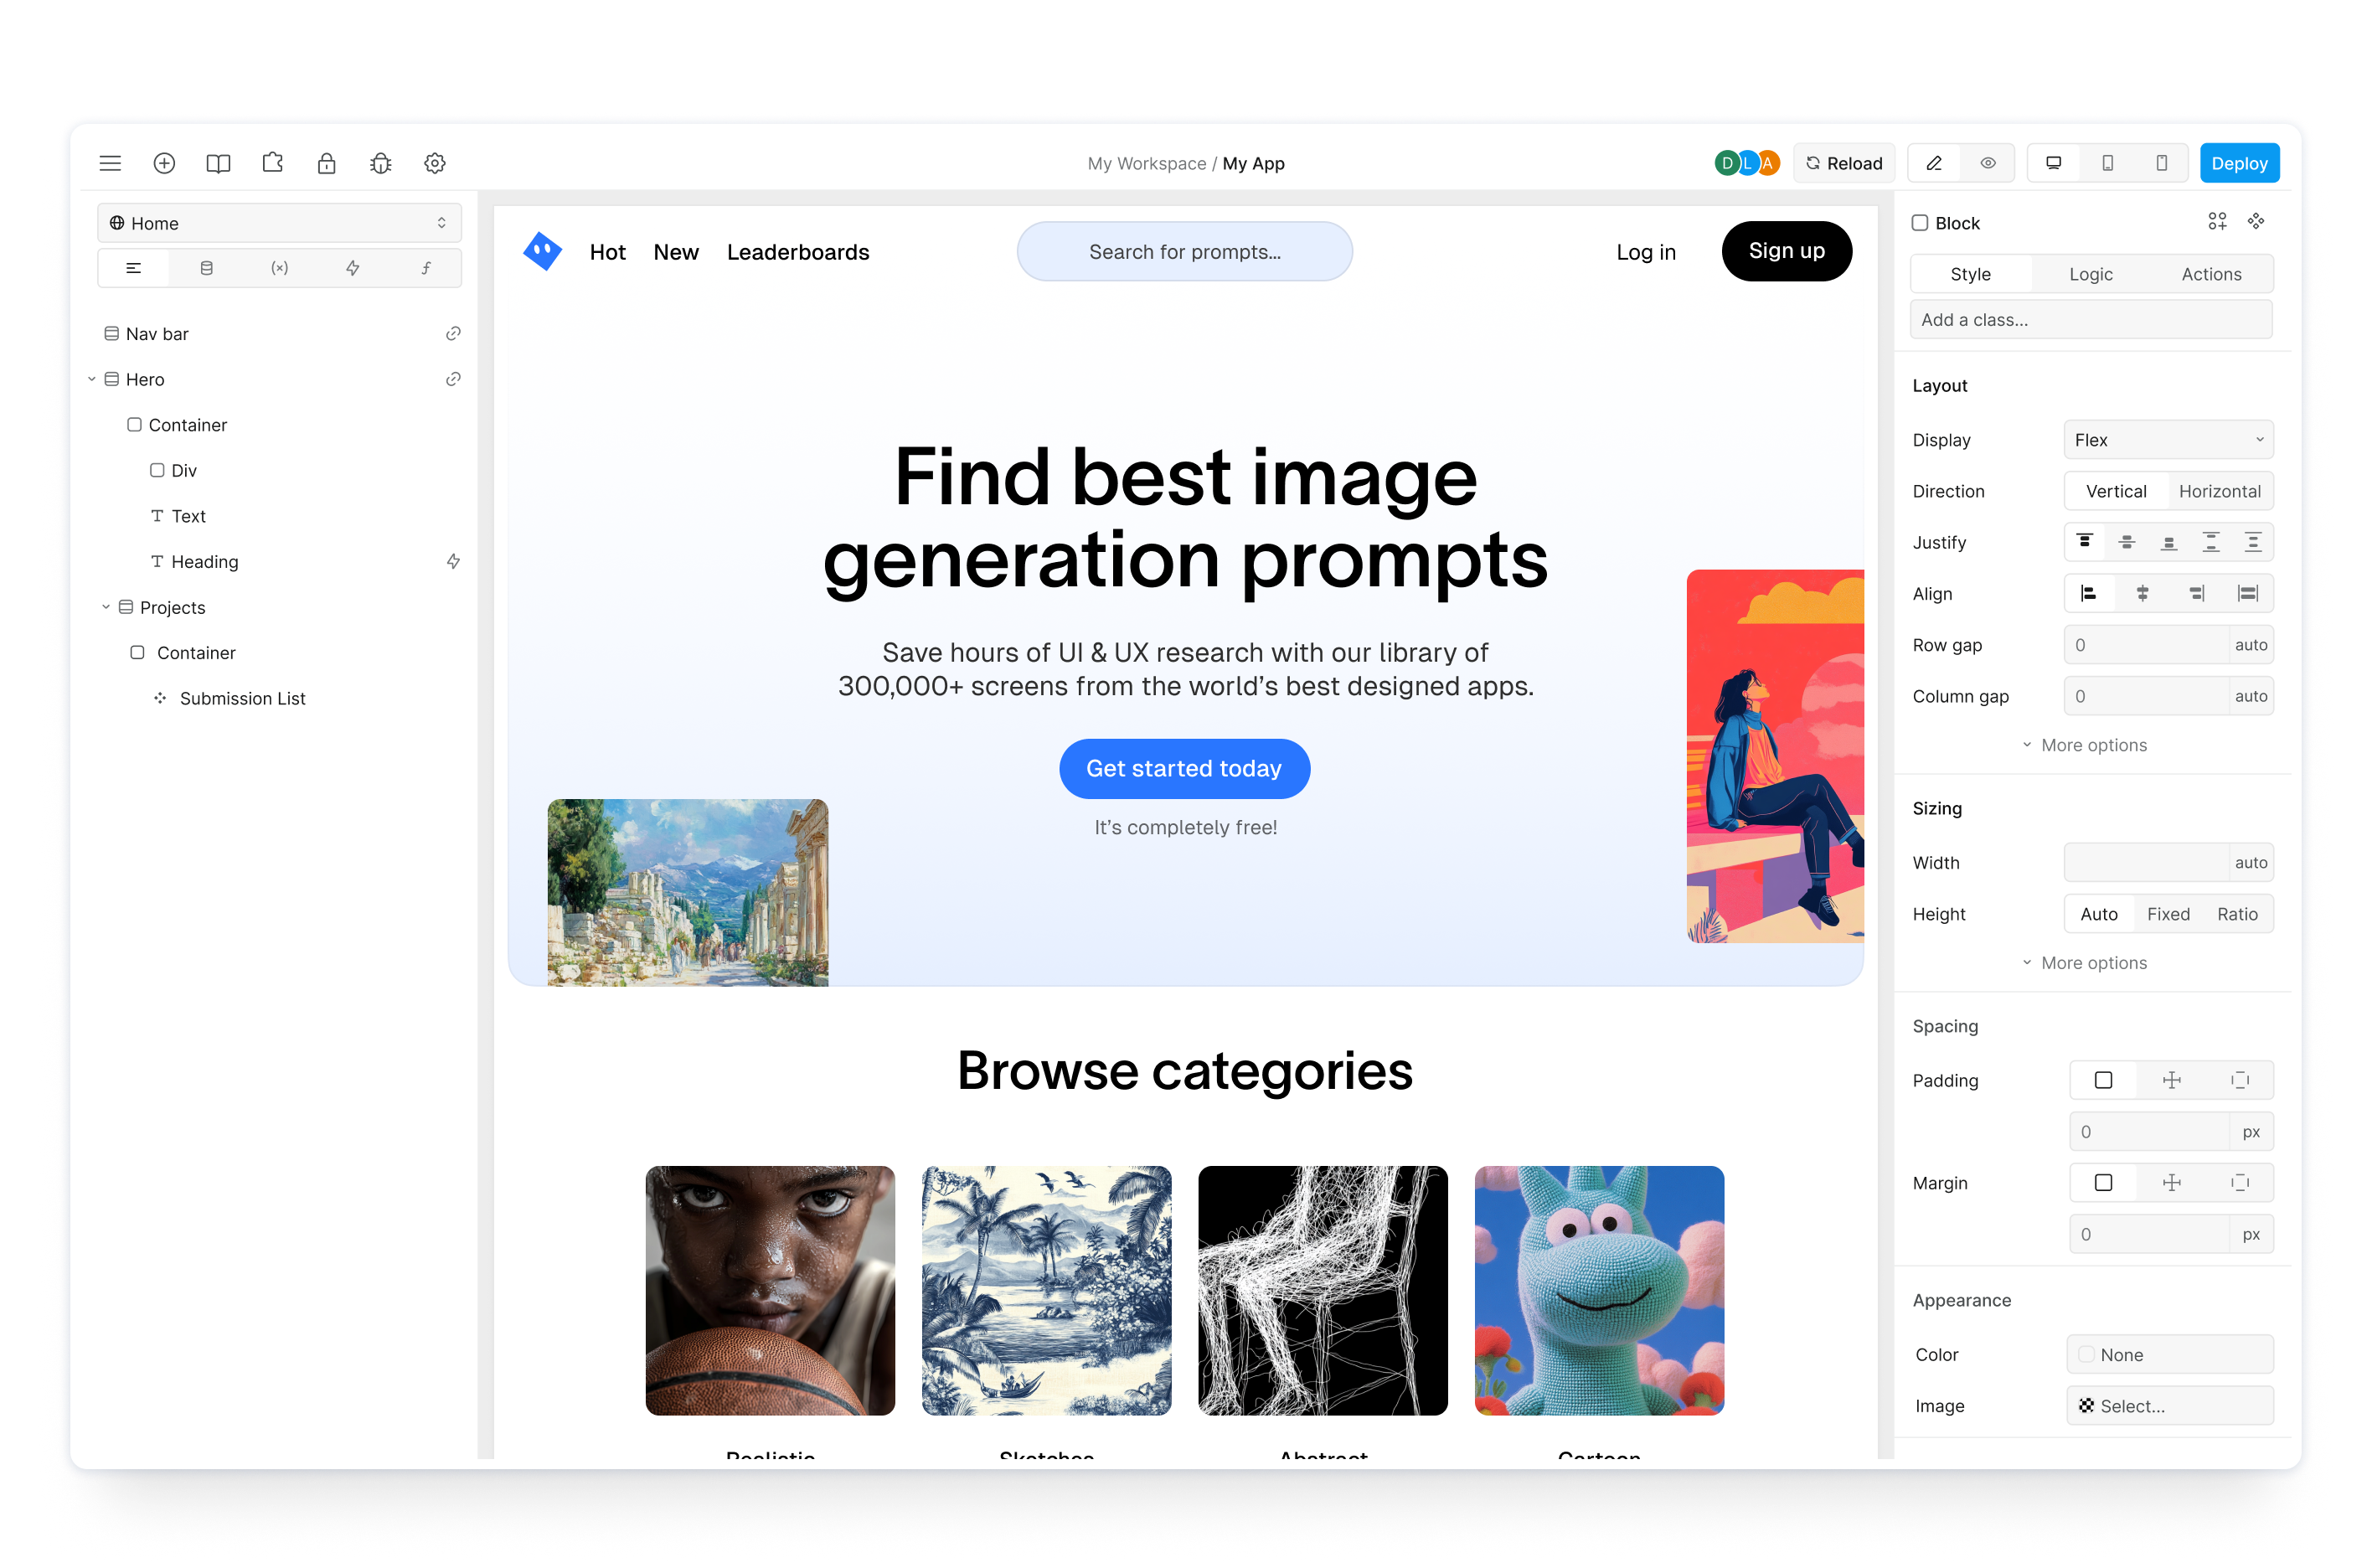 My Workspace / My App
D L A
Reload
Deploy
Home
(×)
f
Nav bar
Hero
Container
Div
Text
Heading
Projects
Container
Submission List
Hot New Leaderboards
Search for prompts...
Log in
Sign up
Find best image
generation prompts
Save hours of UI & UX research with our library of
300,000+ screens from the world’s best designed apps.
Get started today
It’s completely free!
Browse categories
Realistic Sketches Abstract Cartoon
Block
Style Logic Actions
Add a class...
Layout
Display Flex
Direction Vertical Horizontal
Justify
Align
Row gap 0 auto
Column gap 0 auto
More options
Sizing
Width auto
Height Auto Fixed Ratio
More options
Spacing
Padding
0 px
Margin
0 px
Appearance
Color None
Image Select...